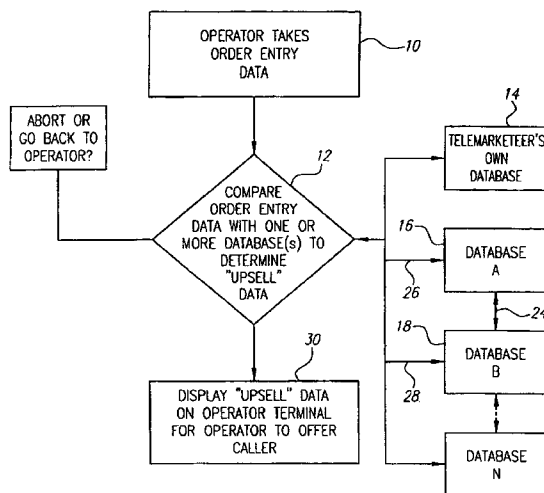 OPERATOR TAKES
ORDER ENTRY
DATA
10
ABORT OR
GO BACK TO
OPERATOR?
12
COMPARE
ORDER ENTRY
DATA WITH ONE OR
MORE DATABASE(s) TO
DETERMINE
"UPSELL"
DATA
14
TELEMARKETEER'S
OWN
DATABASE
16
DATABASE
A
26
24
18
DATABASE
B
28
DATABASE
N
30
DISPLAY "UPSELL" DATA
ON OPERATOR TERMINAL
FOR OPERATOR TO OFFER
CALLER